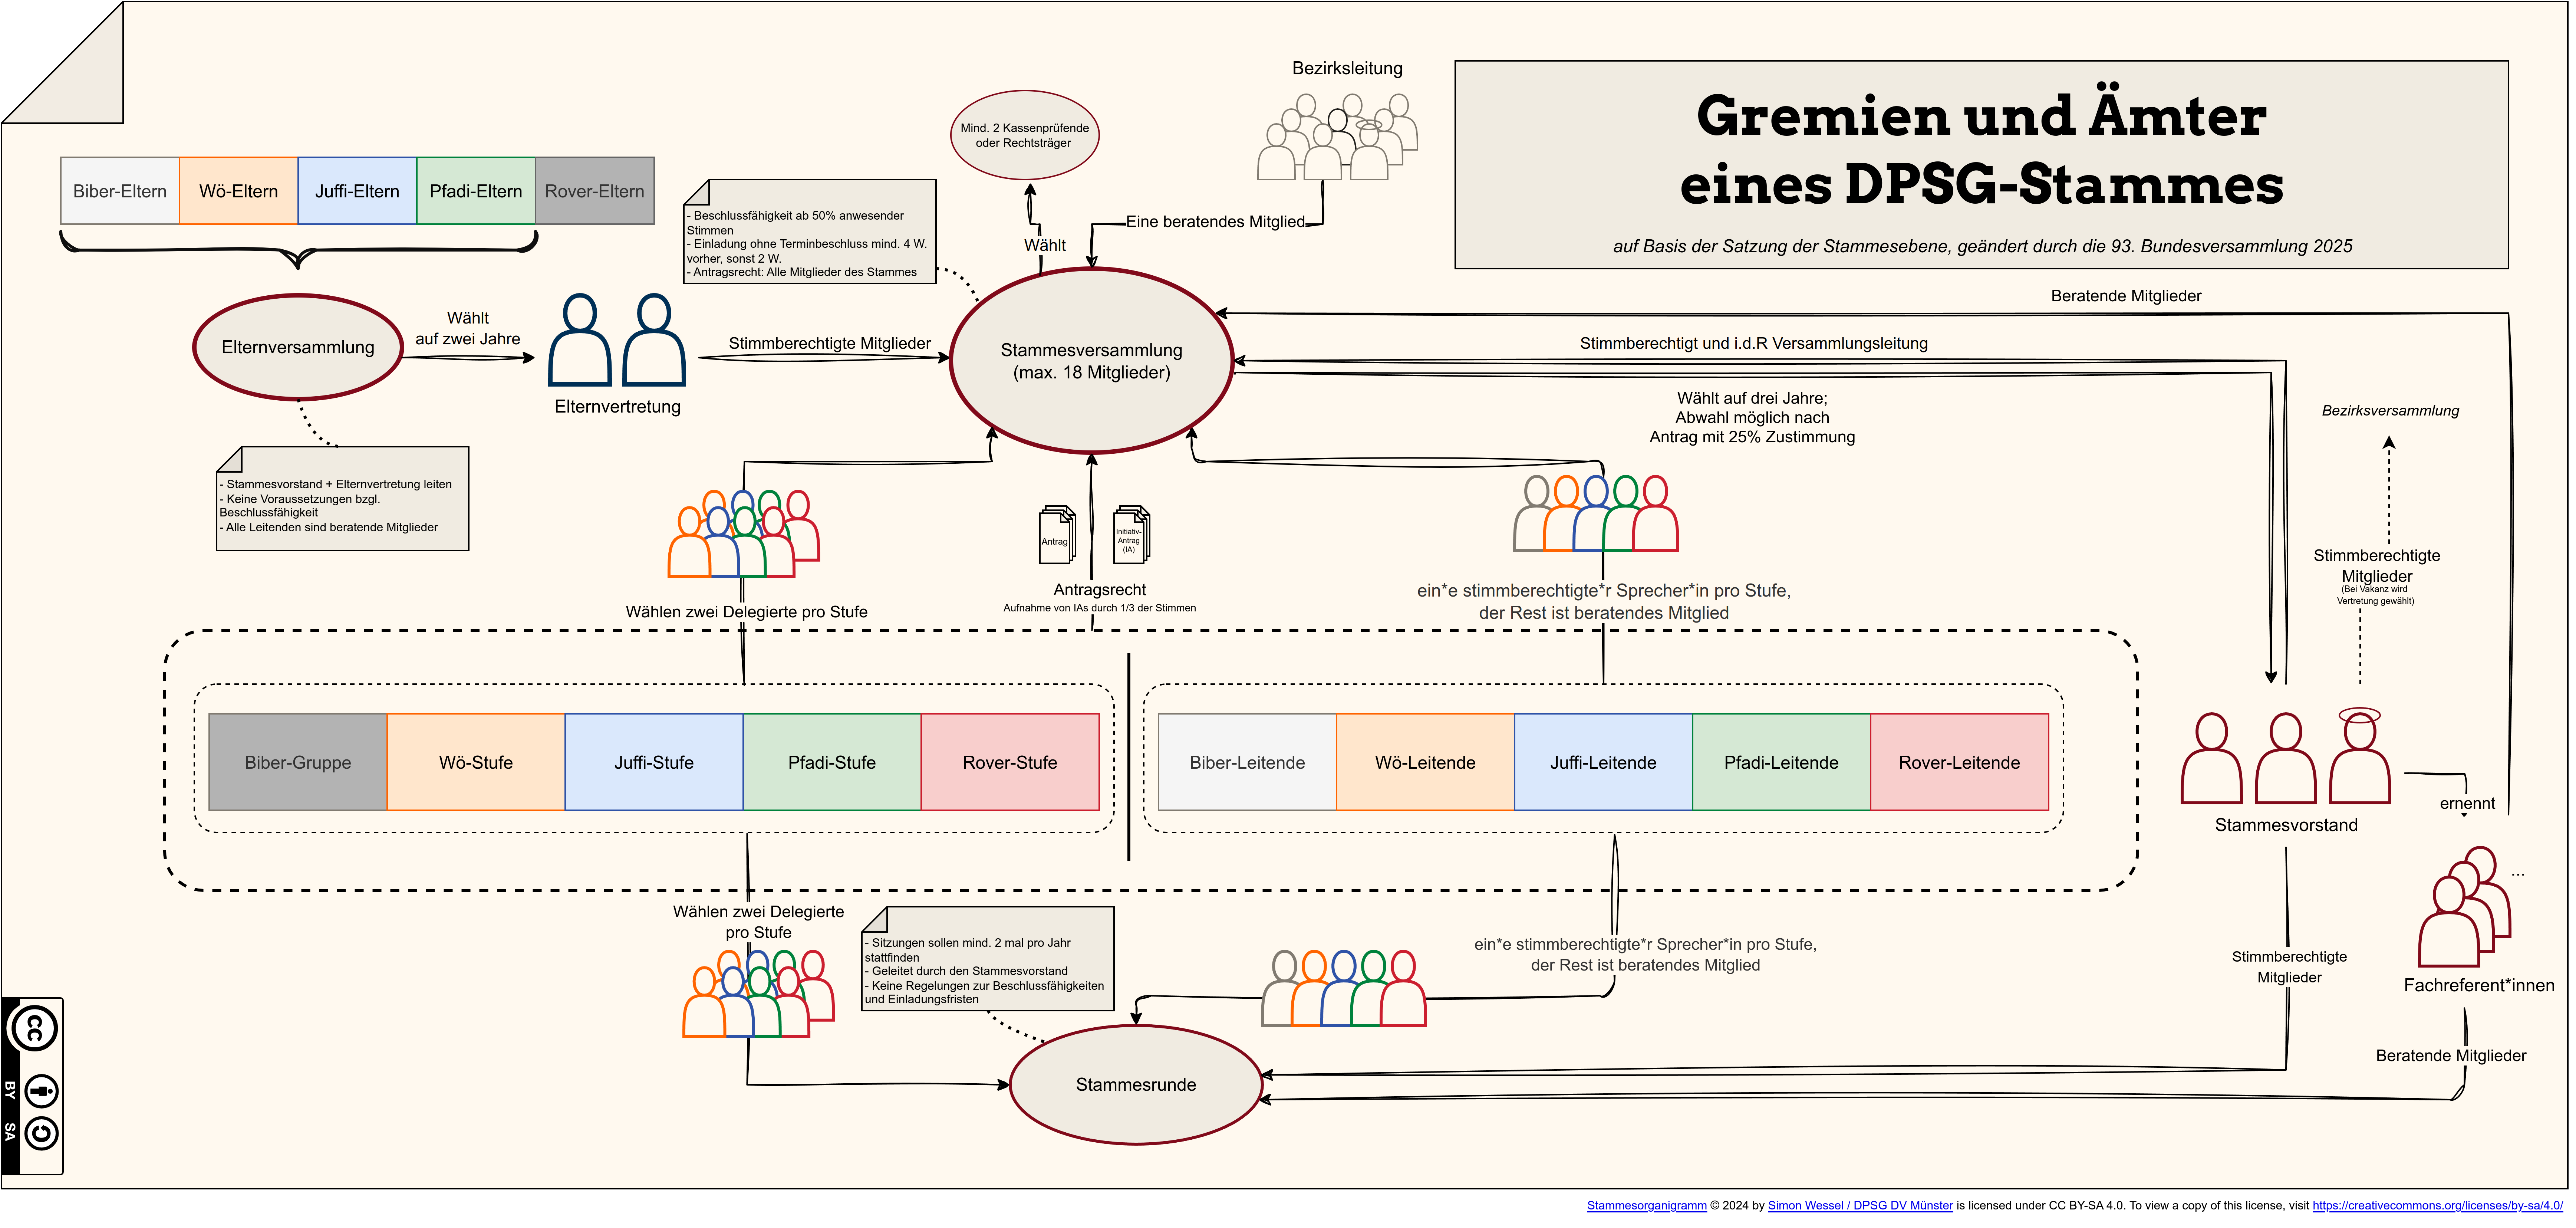 Gremien und Ämter
eines DPSG-Stammes
auf Basis der Satzung der Stammesebene, geändert durch die 93. Bundesversammlung 2025
Bezirksleitung
Mind. 2 Kassenprüfende
oder Rechtsträger
Wählt
Eine beratendes Mitglied
Biber-Eltern
Wö-Eltern
Juffi-Eltern
Pfadi-Eltern
Rover-Eltern
- Beschlussfähigkeit ab 50% anwesender
Stimmen
- Einladung ohne Terminbeschluss mind. 4 W.
vorher, sonst 2 W.
- Antragsrecht: Alle Mitglieder des Stammes
Elternversammlung
Wählt
auf zwei Jahre
Elternvertretung
Stimmberechtigte Mitglieder
Stammesversammlung
(max. 18 Mitglieder)
Beratende Mitglieder
Stimmberechtigt und i.d.R Versammlungsleitung
Wählt auf drei Jahre;
Abwahl möglich nach
Antrag mit 25% Zustimmung
Bezirksversammlung
- Stammesvorstand + Elternvertretung leiten
- Keine Voraussetzungen bzgl.
Beschlussfähigkeit
- Alle Leitenden sind beratende Mitglieder
Wählen zwei Delegierte pro Stufe
Antrag
Initiativ-
Antrag
(IA)
Antragsrecht
Aufnahme von IAs durch 1/3 der Stimmen
ein*e stimmberechtigte*r Sprecher*in pro Stufe,
der Rest ist beratendes Mitglied
Stimmberechtigte
Mitglieder
(Bei Vakanz wird
Vertretung gewählt)
Biber-Gruppe
Wö-Stufe
Juffi-Stufe
Pfadi-Stufe
Rover-Stufe
Biber-Leitende
Wö-Leitende
Juffi-Leitende
Pfadi-Leitende
Rover-Leitende
Stammesvorstand
ernennt
...
Fachreferent*innen
Wählen zwei Delegierte
pro Stufe
- Sitzungen sollen mind. 2 mal pro Jahr
stattfinden
- Geleitet durch den Stammesvorstand
- Keine Regelungen zur Beschlussfähigkeiten
und Einladungsfristen
ein*e stimmberechtigte*r Sprecher*in pro Stufe,
der Rest ist beratendes Mitglied
Stimmberechtigte
Mitglieder
Beratende Mitglieder
Stammesrunde
CC
BY SA
Stammesorganigramm © 2024 by Simon Wessel / DPSG DV Münster is licensed under CC BY-SA 4.0. To view a copy of this license, visit https://creativecommons.org/licenses/by-sa/4.0/